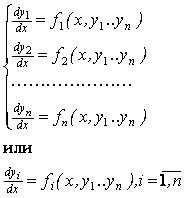 dy₁/dx = f₁(x, y₁..yₙ)
dy₂/dx = f₂(x, y₁..yₙ)
.....................
dyₙ/dx = fₙ(x, y₁..yₙ)
или
dyᵢ/dx = fᵢ(x, y₁..yₙ), i = 1,n̅